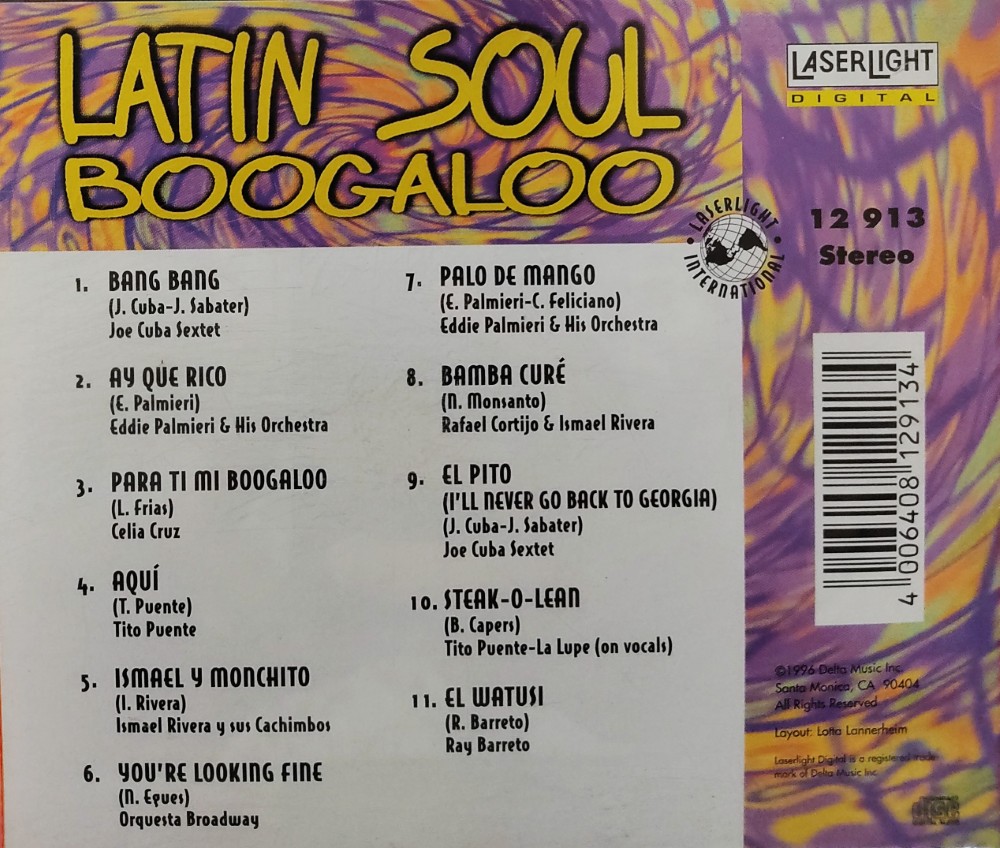 LATIN SOUL
BOOGALOO
1. BANG BANG
(J. Cuba-J. Sabater)
Joe Cuba Sextet
2. AY QUE RICO
(E. Palmieri)
Eddie Palmieri & His Orchestra
3. PARA TI MI BOOGALOO
(L. Frias)
Celia Cruz
4. AQUÍ
(T. Puente)
Tito Puente
5. ISMAEL Y MONCHITO
(I. Rivera)
Ismael Rivera y sus Cachimbos
6. YOU'RE LOOKING FINE
(N. Egues)
Orquesta Broadway
7. PALO DE MANGO
(E. Palmieri-C. Feliciano)
Eddie Palmieri & His Orchestra
8. BAMBA CURÉ
(N. Monsanto)
Rafael Cortijo & Ismael Rivera
9. EL PITO
(I'LL NEVER GO BACK TO GEORGIA)
(J. Cuba-J. Sabater)
Joe Cuba Sextet
10. STEAK-O-LEAN
(B. Capers)
Tito Puente-La Lupe (on vocals)
11. EL WATUSI
(R. Barreto)
Ray Barreto
LASERLIGHT
DIGITAL
• LASERLIGHT •
INTERNATIONAL
12 913
Stereo
4 006408 129134
©1996 Delta Music Inc.
Santa Monica, CA 90404
All Rights Reserved
Layout: Lotta Lannerheim
Laserlight Digital is a registered trade
mark of Delta Music Inc